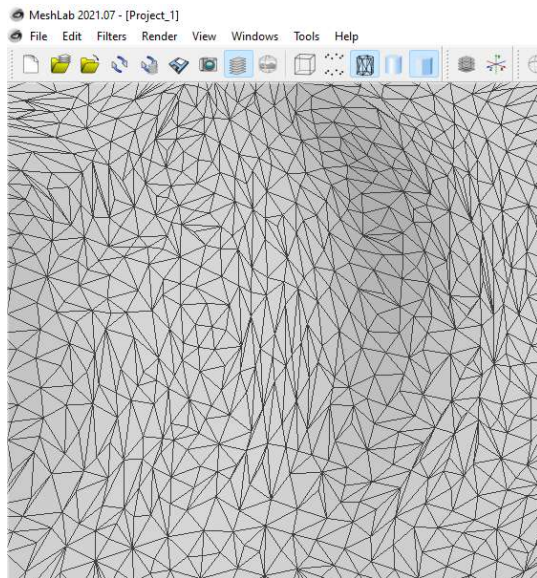 MeshLab 2021.07 - [Project_1]
File Edit Filters Render View Windows Tools Help